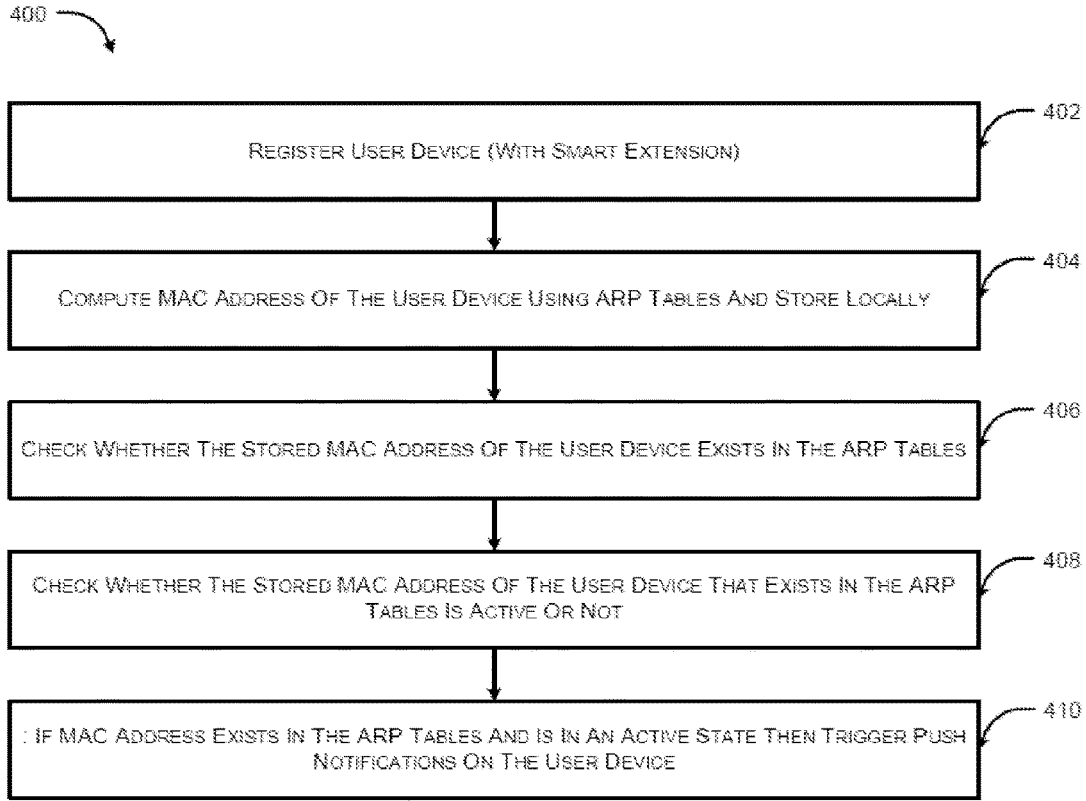 400
402
REGISTER USER DEVICE (WITH SMART EXTENSION)
404
COMPUTE MAC ADDRESS OF THE USER DEVICE USING ARP TABLES AND STORE LOCALLY
406
CHECK WHETHER THE STORED MAC ADDRESS OF THE USER DEVICE EXISTS IN THE ARP TABLES
408
CHECK WHETHER THE STORED MAC ADDRESS OF THE USER DEVICE THAT EXISTS IN THE ARP
TABLES IS ACTIVE OR NOT
410
: IF MAC ADDRESS EXISTS IN THE ARP TABLES AND IS IN AN ACTIVE STATE THEN TRIGGER PUSH
NOTIFICATIONS ON THE USER DEVICE